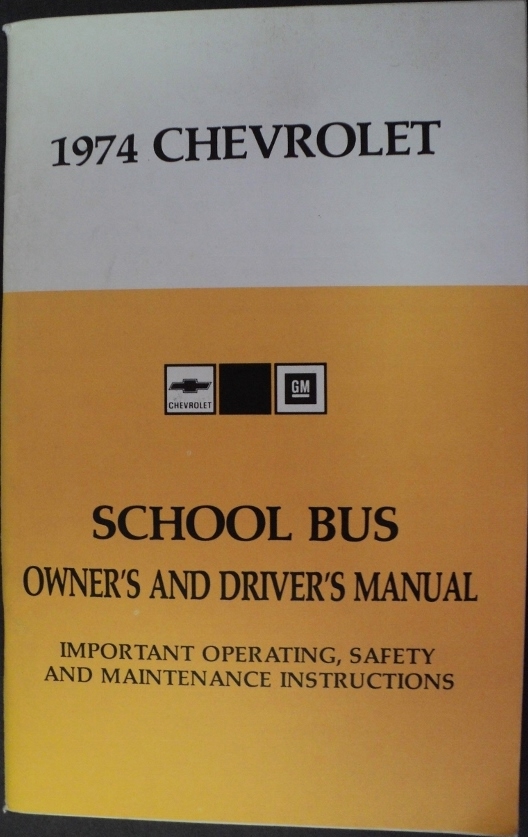 1974 CHEVROLET
CHEVROLET
GM
SCHOOL BUS
OWNER'S AND DRIVER'S MANUAL
IMPORTANT OPERATING, SAFETY
AND MAINTENANCE INSTRUCTIONS